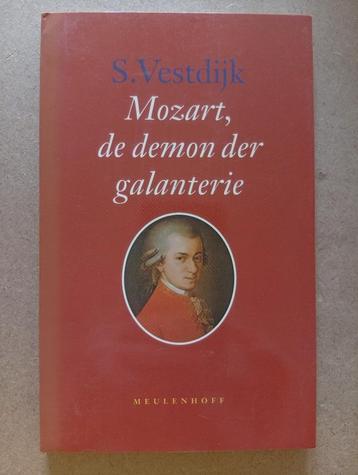 S. Vestdijk
Mozart,
de demon der
galanterie
MEULENHOFF